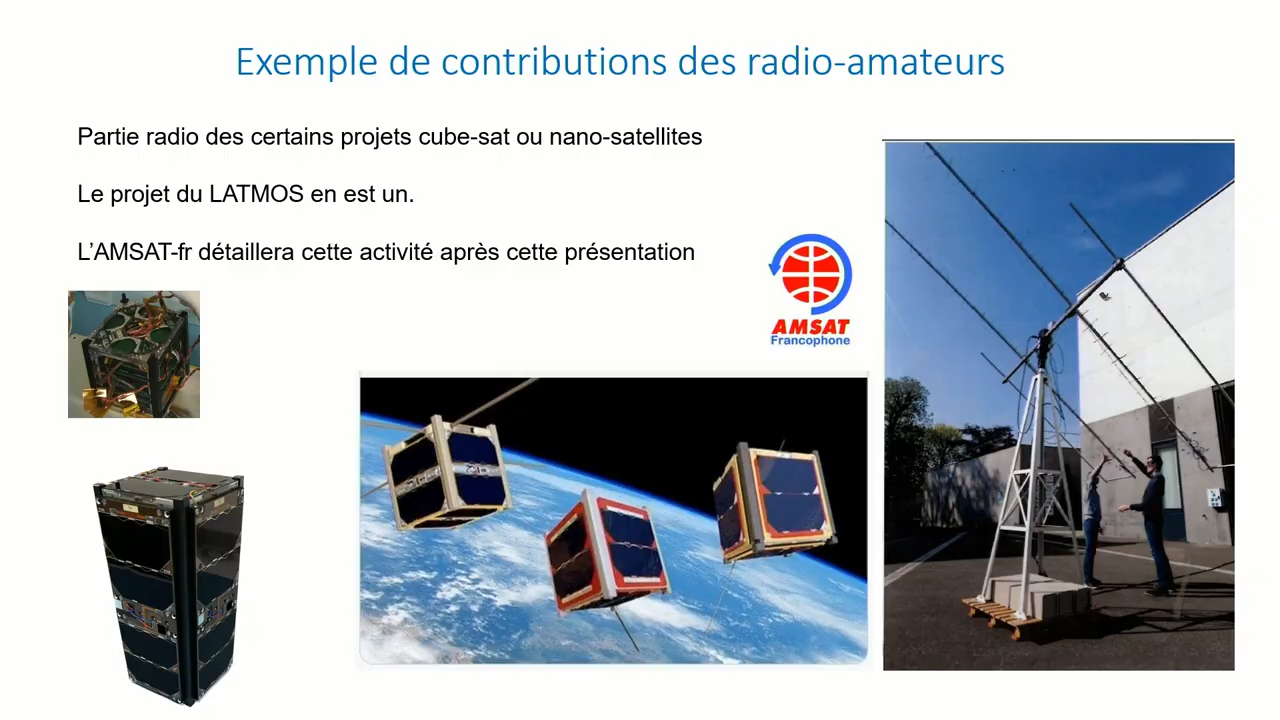 Exemple de contributions des radio-amateurs
Partie radio des certains projets cube-sat ou nano-satellites
Le projet du LATMOS en est un.
L’AMSAT-fr détaillera cette activité après cette présentation
AMSAT
Francophone